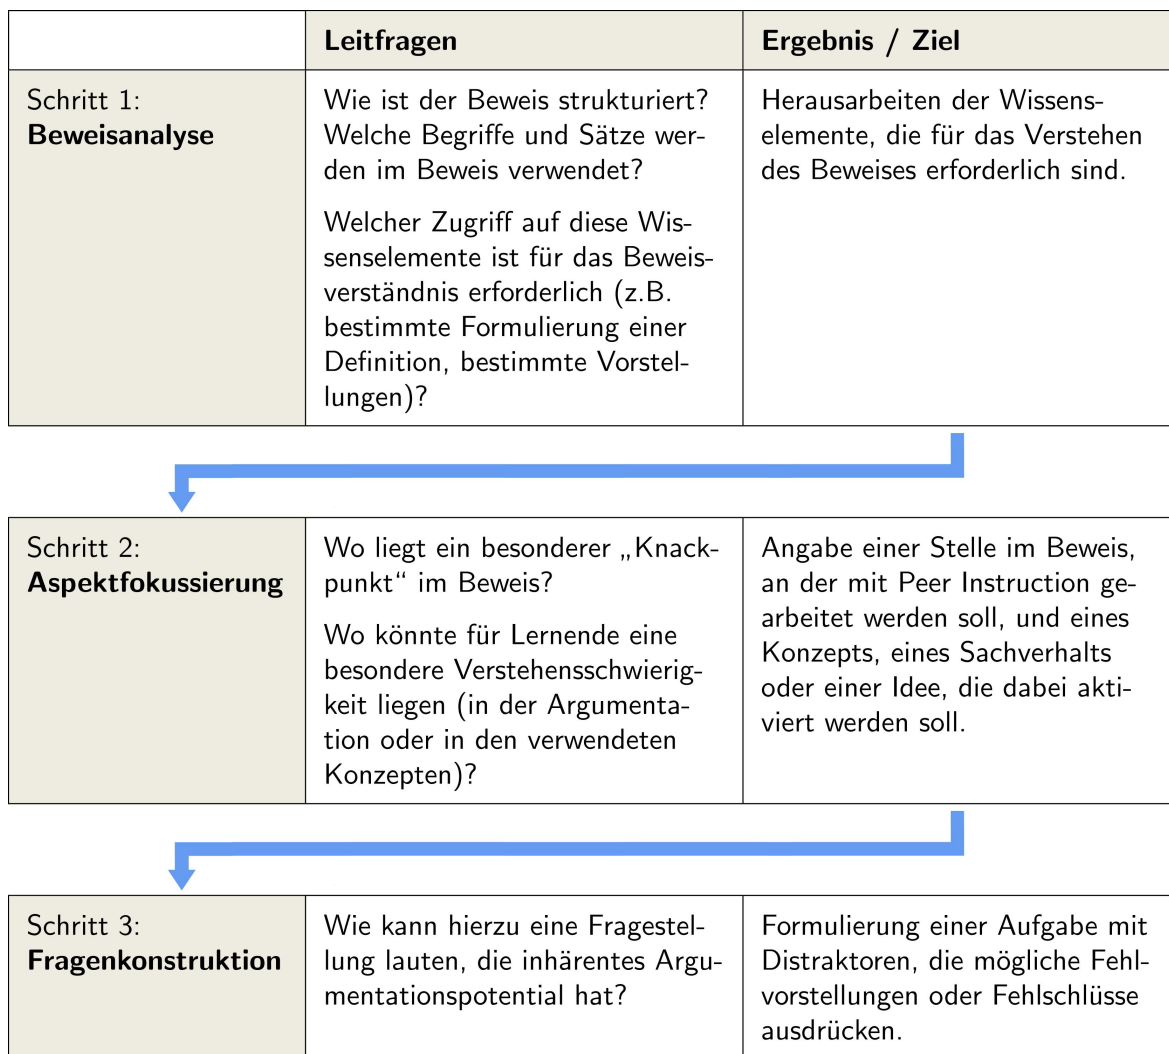 Leitfragen
Ergebnis / Ziel
Schritt 1:
Beweisanalyse
Wie ist der Beweis strukturiert?
Welche Begriffe und Sätze wer-
den im Beweis verwendet?
Welcher Zugriff auf diese Wis-
senselemente ist für das Beweis-
verständnis erforderlich (z.B.
bestimmte Formulierung einer
Definition, bestimmte Vorstel-
lungen)?
Herausarbeiten der Wissens-
elemente, die für das Verstehen
des Beweises erforderlich sind.
Schritt 2:
Aspektfokussierung
Wo liegt ein besonderer „Knack-
punkt“ im Beweis?
Wo könnte für Lernende eine
besondere Verstehensschwierig-
keit liegen (in der Argumenta-
tion oder in den verwendeten
Konzepten)?
Angabe einer Stelle im Beweis,
an der mit Peer Instruction ge-
arbeitet werden soll, und eines
Konzepts, eines Sachverhalts
oder einer Idee, die dabei akti-
viert werden soll.
Schritt 3:
Fragenkonstruktion
Wie kann hierzu eine Fragestel-
lung lauten, die inhärentes Argu-
mentationspotential hat?
Formulierung einer Aufgabe mit
Distraktoren, die mögliche Fehl-
vorstellungen oder Fehlschlüsse
ausdrücken.